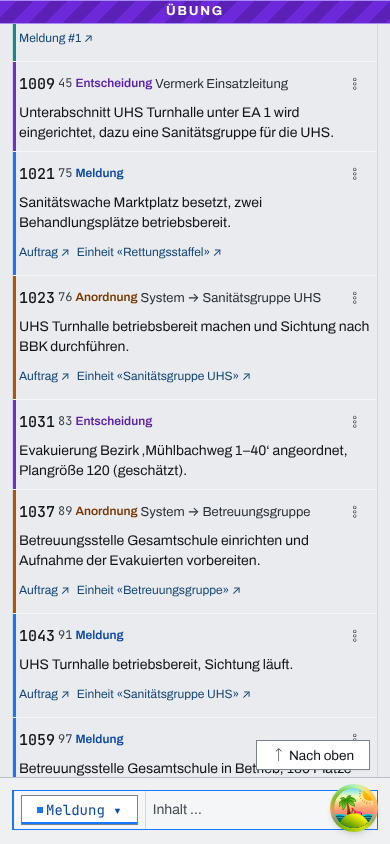 ÜBUNG
Meldung #1 ↗
1009 45 Entscheidung Vermerk Einsatzleitung
Unterabschnitt UHS Turnhalle unter EA 1 wird
eingerichtet, dazu eine Sanitätsgruppe für die UHS.
1021 75 Meldung
Sanitätswache Marktplatz besetzt, zwei
Behandlungsplätze betriebsbereit.
Auftrag ↗ Einheit «Rettungsstaffel» ↗
1023 76 Anordnung System → Sanitätsgruppe UHS
UHS Turnhalle betriebsbereit machen und Sichtung nach
BBK durchführen.
Auftrag ↗ Einheit «Sanitätsgruppe UHS» ↗
1031 83 Entscheidung
Evakuierung Bezirk ‚Mühlbachweg 1–40‘ angeordnet,
Plangröße 120 (geschätzt).
1037 89 Anordnung System → Betreuungsgruppe
Betreuungsstelle Gesamtschule einrichten und
Aufnahme der Evakuierten vorbereiten.
Auftrag ↗ Einheit «Betreuungsgruppe» ↗
1043 91 Meldung
UHS Turnhalle betriebsbereit, Sichtung läuft.
Auftrag ↗ Einheit «Sanitätsgruppe UHS» ↗
1059 97 Meldung
Betreuungsstelle Gesamtschule in Betrieb,
↑ Nach oben
Meldung ▾ Inhalt ...